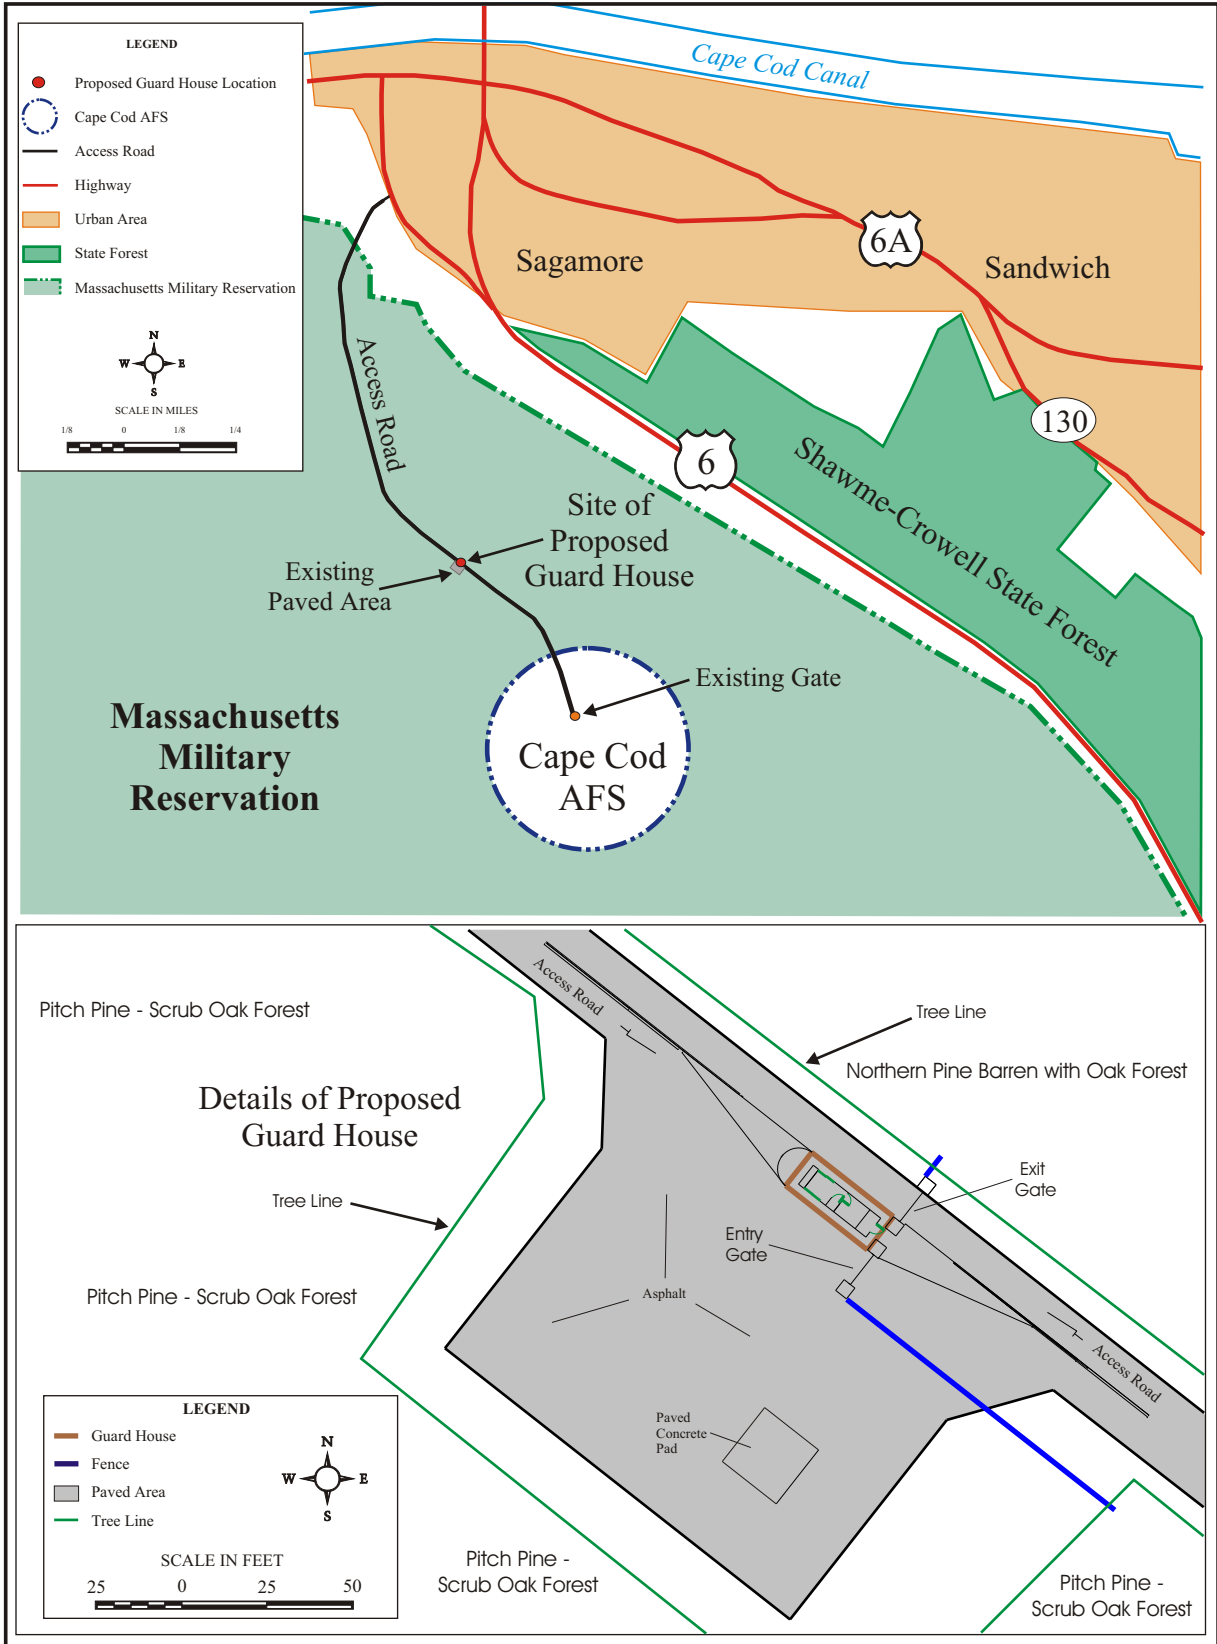 LEGEND
Proposed Guard House Location
Cape Cod AFS
Access Road
Highway
Urban Area
State Forest
Massachusetts Military Reservation
N
W E
S
SCALE IN MILES
1/8 0 1/8 1/4
Cape Cod Canal
6A
Sagamore
Sandwich
Access Road
130
6
Shawme-Crowell State Forest
Site of
Proposed
Guard House
Existing
Paved Area
Existing Gate
Massachusetts
Military
Reservation
Cape Cod
AFS
Access Road
Pitch Pine - Scrub Oak Forest
Tree Line
Northern Pine Barren with Oak Forest
Details of Proposed
Guard House
Exit
Gate
Tree Line
Entry
Gate
Pitch Pine - Scrub Oak Forest
Asphalt
Access Road
Paved
Concrete
Pad
LEGEND
Guard House
Fence
Paved Area
Tree Line
N
W E
S
SCALE IN FEET
25 0 25 50
Pitch Pine -
Scrub Oak Forest
Pitch Pine -
Scrub Oak Forest